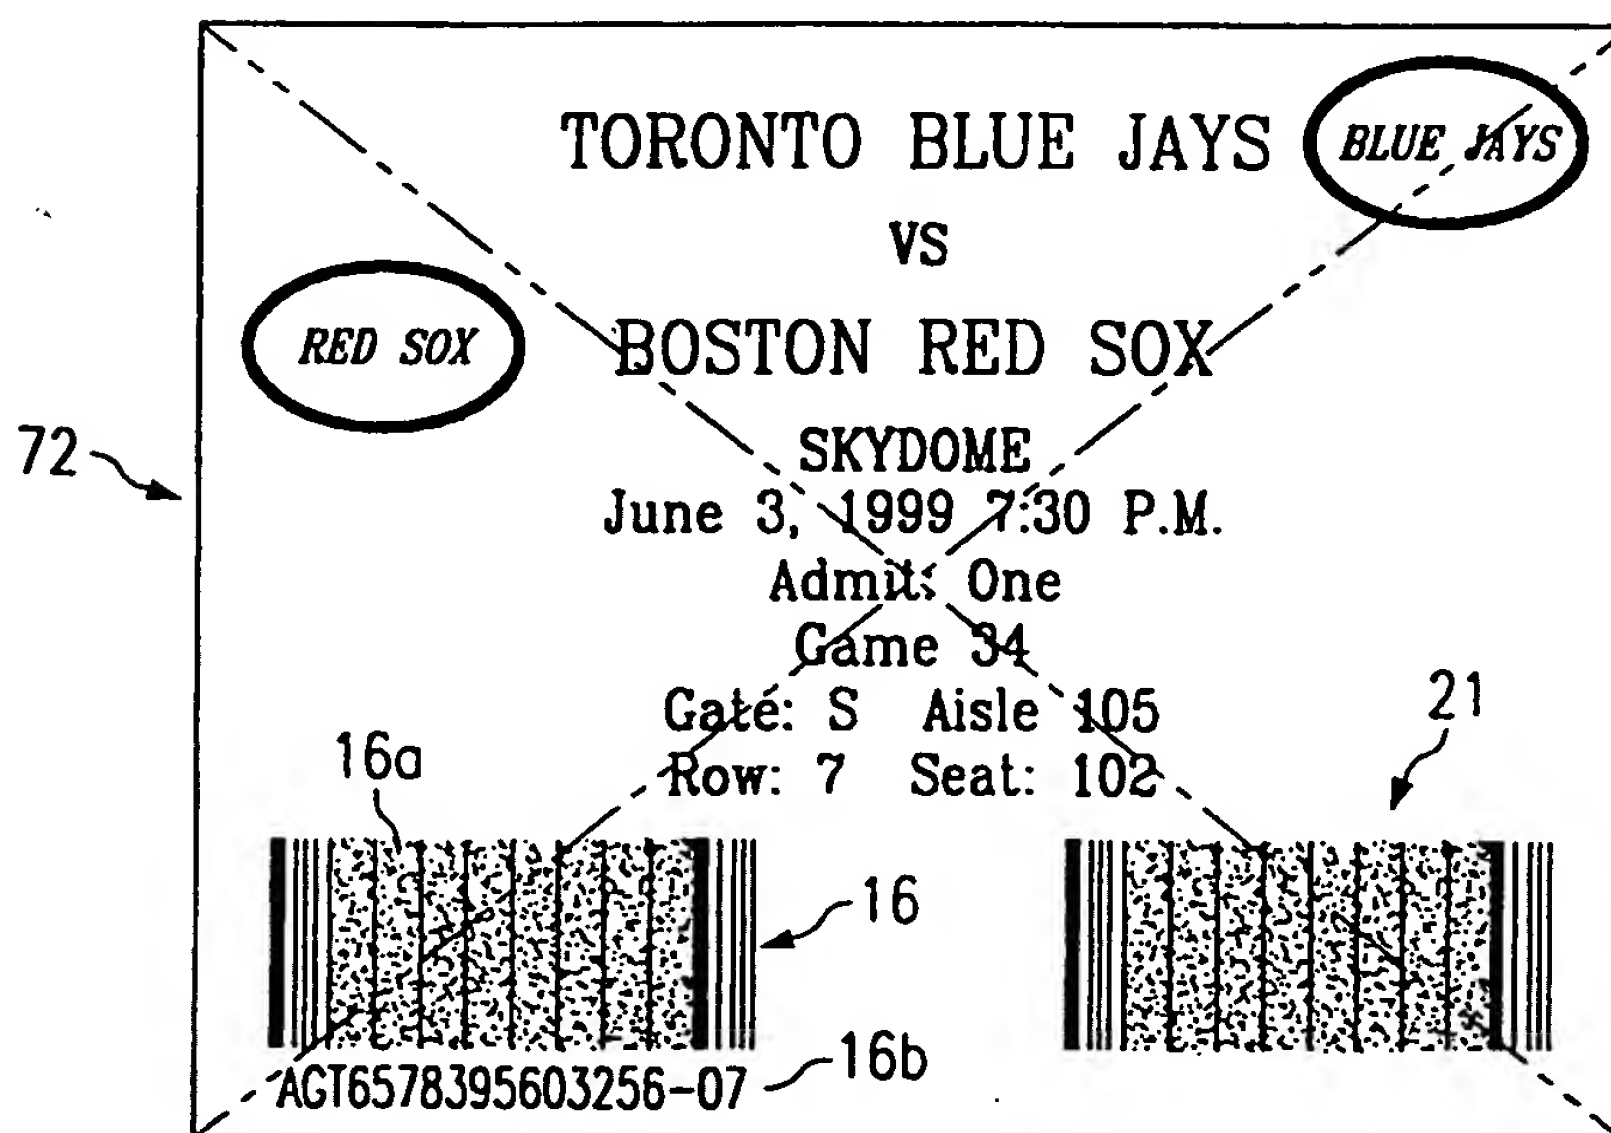 TORONTO BLUE JAYS
BLUE JAYS
VS
RED SOX
BOSTON RED SOX
72
SKYDOME
June 3, 1999 7:30 P.M.
Admit: One
Game 34
Gate: S Aisle 105
21
16a
Row: 7 Seat: 102
16
16b
AGT6578395603256-07